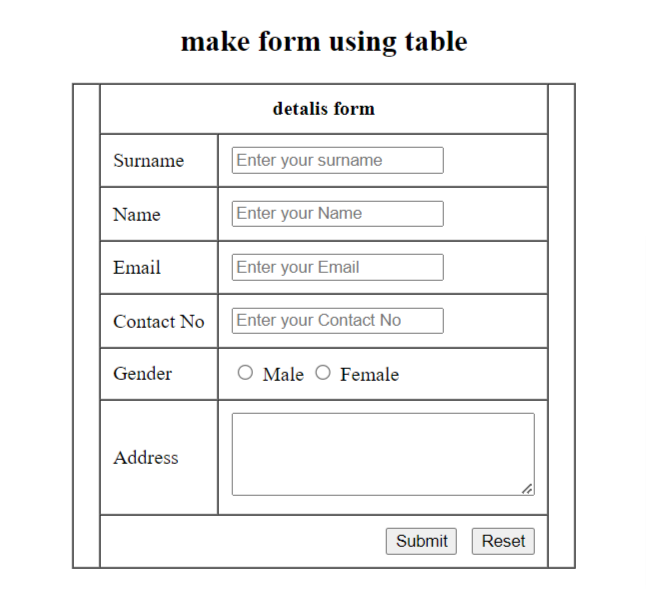 make form using table
detalis form
Surname Enter your surname
Name Enter your Name
Email Enter your Email
Contact No Enter your Contact No
Gender Male Female
Address
Submit Reset